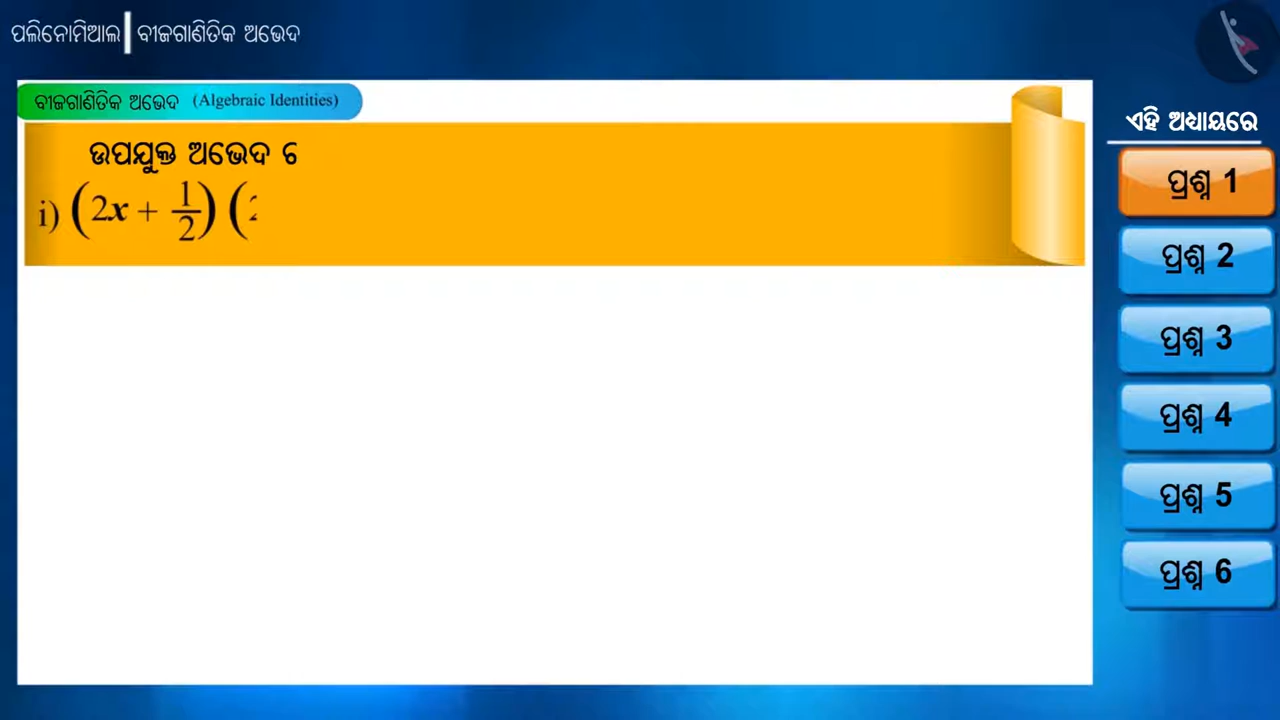 ପଲିନୋମିଆଲ | ବୀଜଗାଣିତିକ ଅଭେଦ
ବୀଜଗାଣିତିକ ଅଭେଦ (Algebraic Identities)
ଉପଯୁକ୍ତ ଅଭେଦ
i) (2x + 1/2) (
ଏହି ଅଧ୍ୟାୟରେ
ପ୍ରଶ୍ନ 1
ପ୍ରଶ୍ନ 2
ପ୍ରଶ୍ନ 3
ପ୍ରଶ୍ନ 4
ପ୍ରଶ୍ନ 5
ପ୍ରଶ୍ନ 6